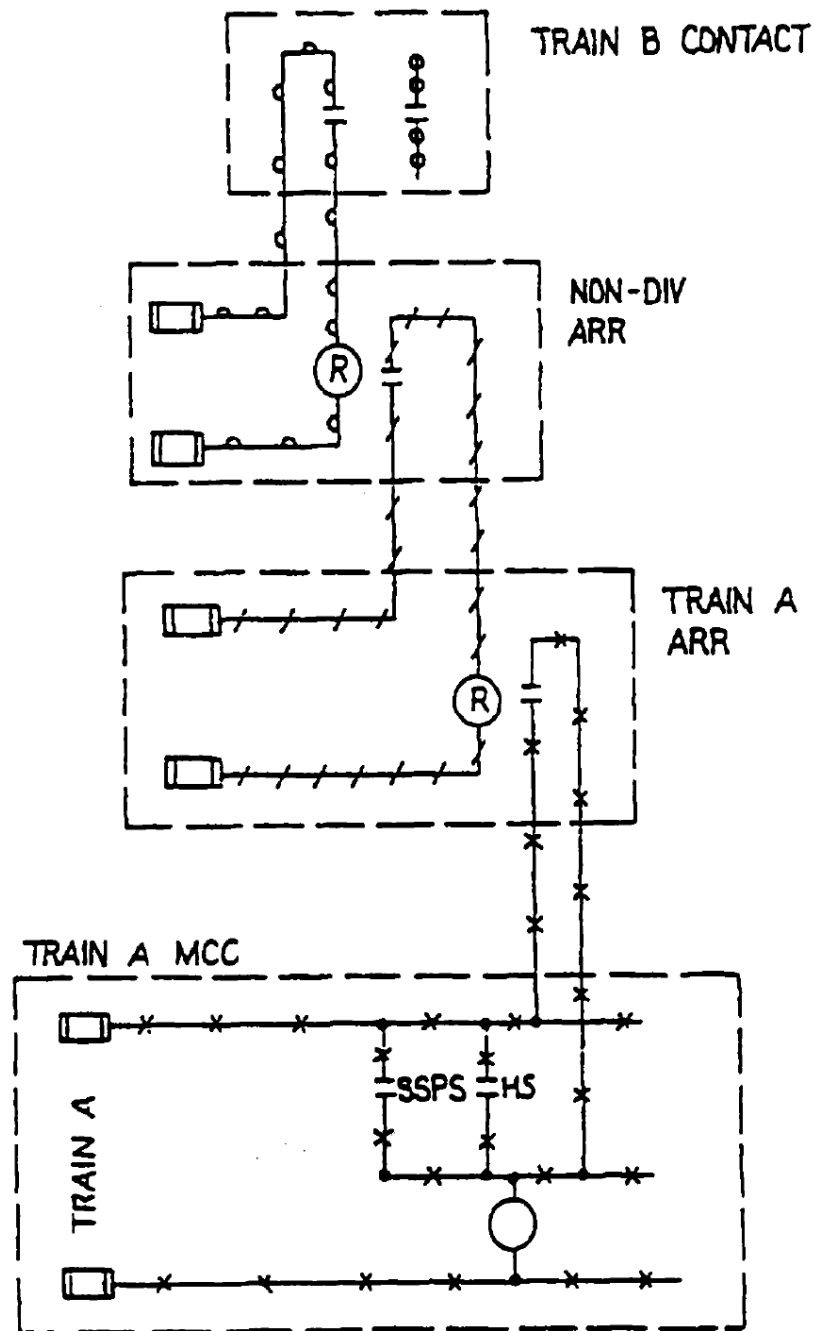 TRAIN B CONTACT
NON-DIV
ARR
R
TRAIN A
ARR
R
TRAIN A MCC
SSPS
HS
TRAIN A